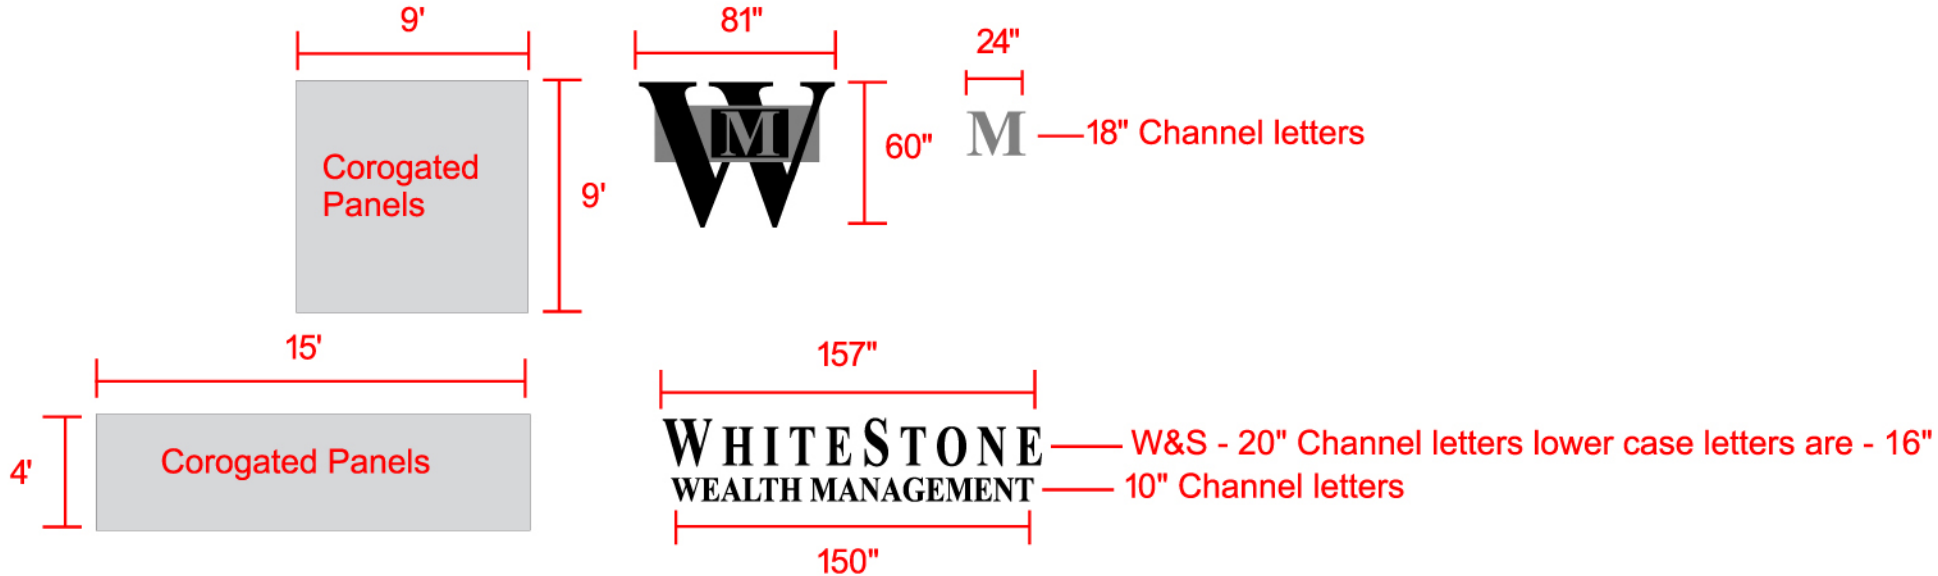 9'
81"
24"
W
M
M
18" Channel letters
60"
Corogated
Panels
9'
15'
157"
4'
Corogated Panels
WHITESTONE
W&S - 20" Channel letters lower case letters are - 16"
WEALTH MANAGEMENT
10" Channel letters
150"